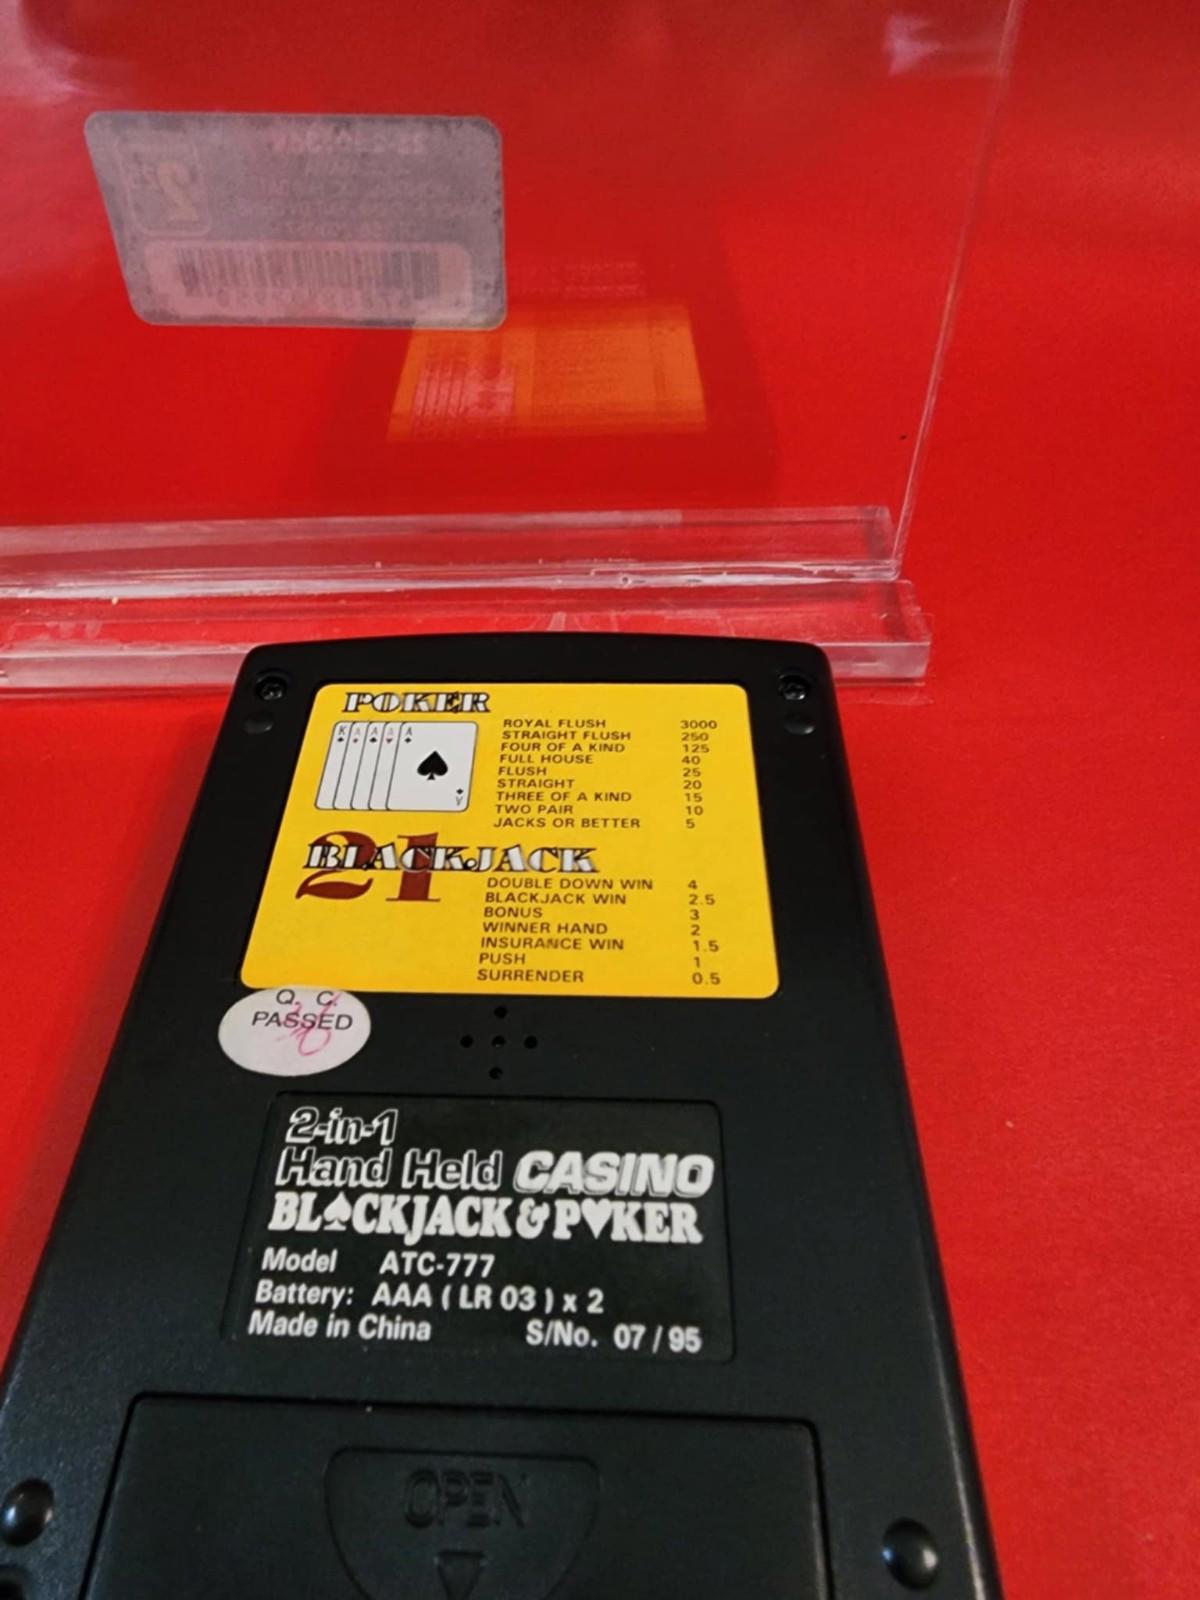 POKER
K A A A A
A
ROYAL FLUSH 3000
STRAIGHT FLUSH 250
FOUR OF A KIND 125
FULL HOUSE 40
FLUSH 25
STRAIGHT 20
THREE OF A KIND 15
TWO PAIR 10
JACKS OR BETTER 5
21
BLACKJACK
DOUBLE DOWN WIN 4
BLACKJACK WIN 2.5
BONUS 3
WINNER HAND 2
INSURANCE WIN 1.5
PUSH 1
SURRENDER 0.5
Q. C.
PASSED
2-in-1
Hand Held CASINO
BLACKJACK & POKER
Model ATC-777
Battery: AAA ( LR 03 ) x 2
Made in China S/No. 07 / 95
OPEN